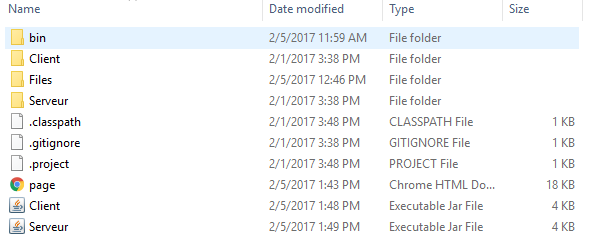 Name Date modified Type Size
bin 2/5/2017 11:59 AM File folder
Client 2/1/2017 3:38 PM File folder
Files 2/5/2017 12:46 PM File folder
Serveur 2/1/2017 3:38 PM File folder
.classpath 2/1/2017 3:48 PM CLASSPATH File 1 KB
.gitignore 2/1/2017 3:38 PM GITIGNORE File 1 KB
.project 2/1/2017 3:48 PM PROJECT File 1 KB
page 2/5/2017 1:43 PM Chrome HTML Do... 18 KB
Client 2/5/2017 1:48 PM Executable Jar File 4 KB
Serveur 2/5/2017 1:49 PM Executable Jar File 4 KB